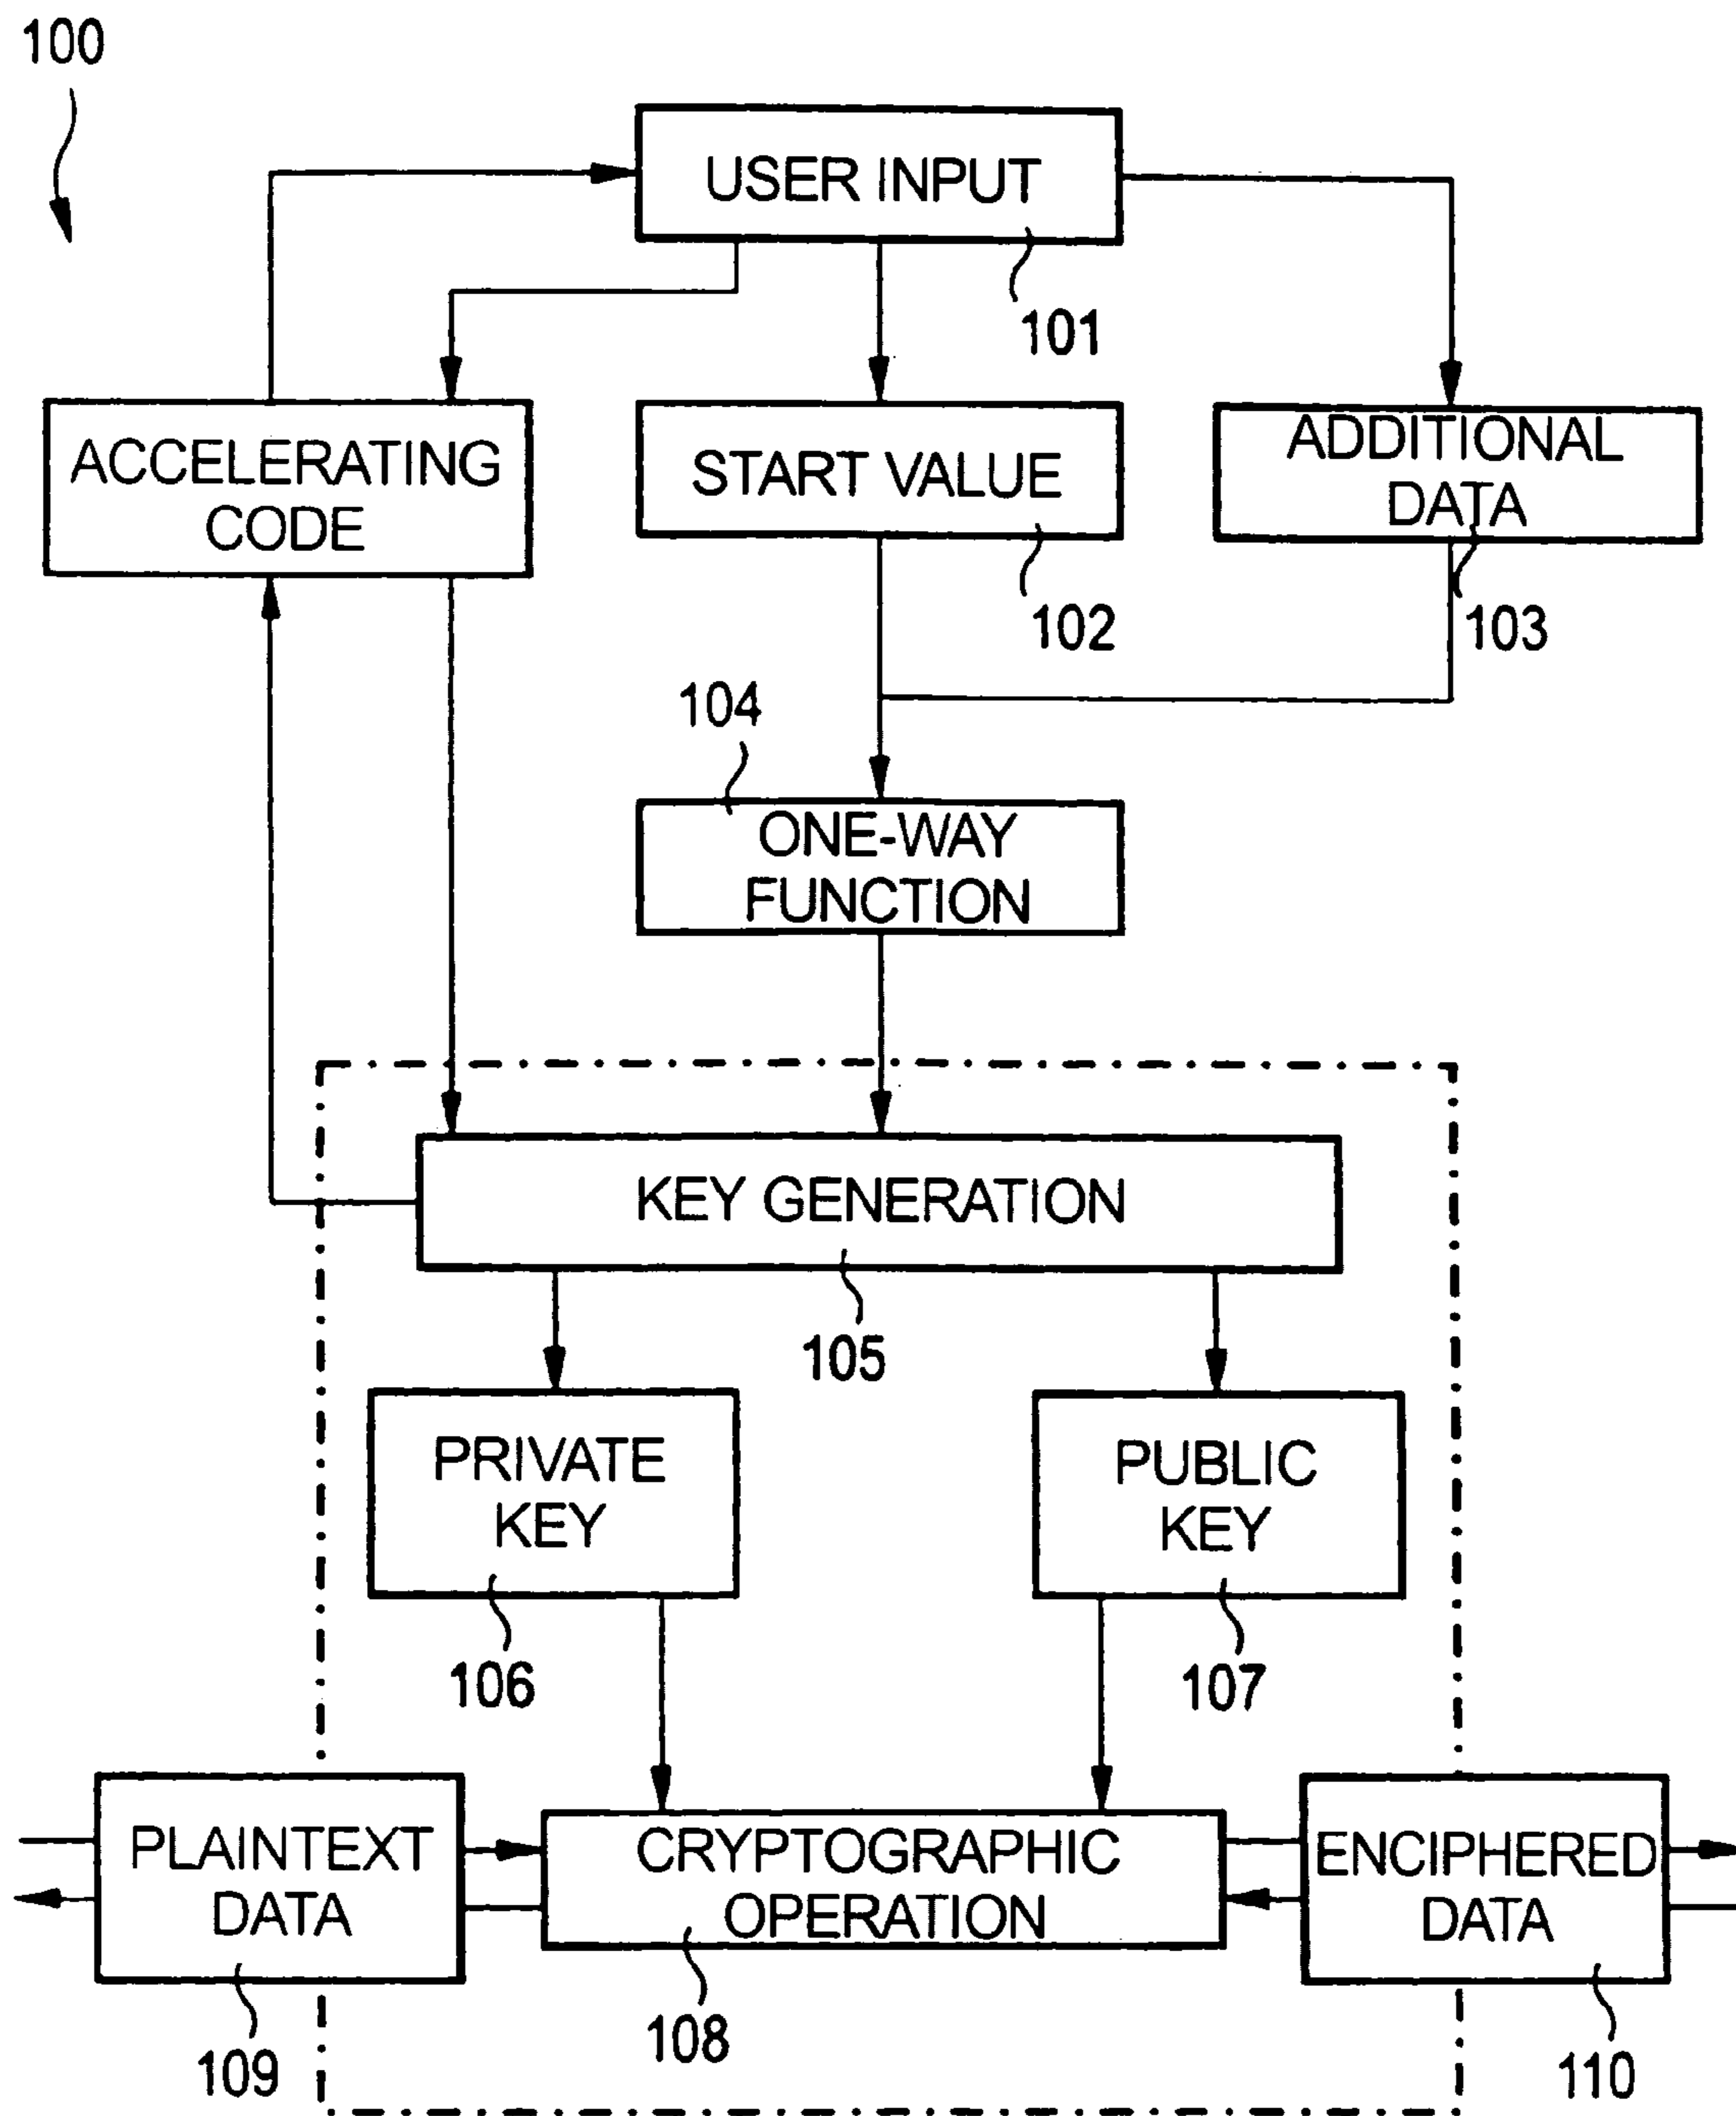 100
USER INPUT
101
ACCELERATING
CODE
START VALUE
102
ADDITIONAL
DATA
103
104
ONE-WAY
FUNCTION
KEY GENERATION
105
PRIVATE
KEY
106
PUBLIC
KEY
107
PLAINTEXT
DATA
109
CRYPTOGRAPHIC
OPERATION
108
ENCIPHERED
DATA
110